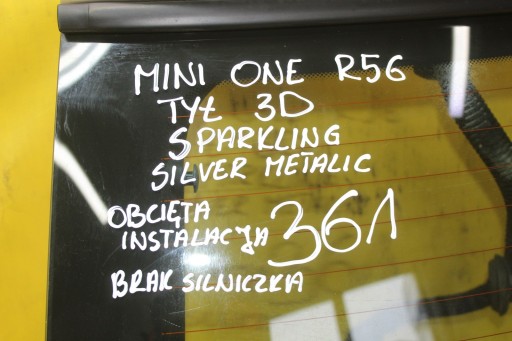 MINI ONE R56
TYŁ 3D
SPARKLING
SILVER METALIC
OBCIĘTA
INSTALACJA 361
BRAK SILNICZKA